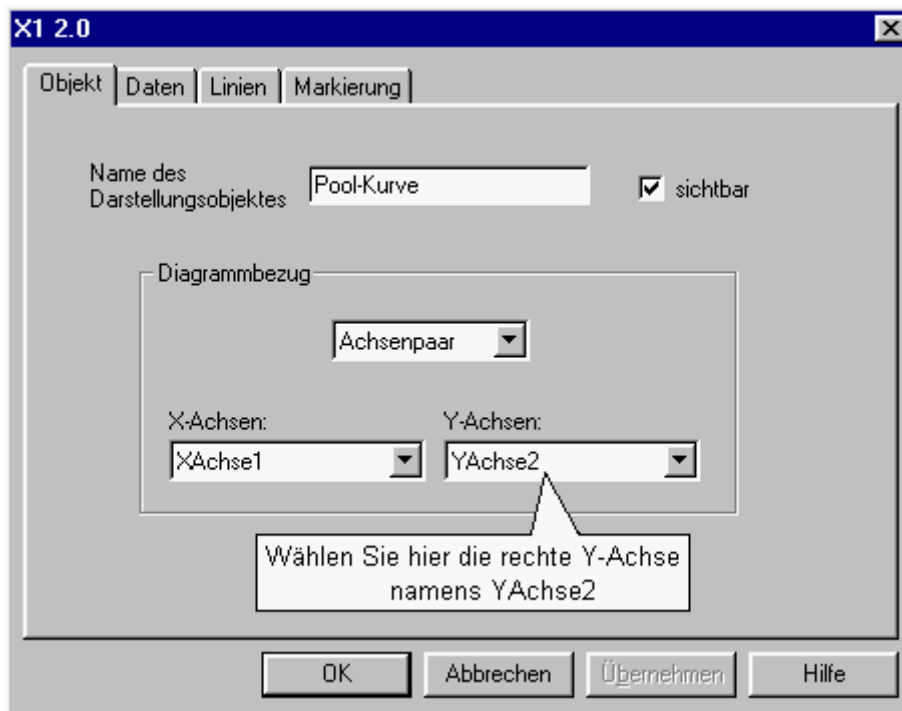 X1 2.0
Objekt Daten Linien Markierung
Name des
Darstellungsobjektes
Pool-Kurve
sichtbar
Diagrammbezug
Achsenpaar
X-Achsen: Y-Achsen:
XAchse1 YAchse2
Wählen Sie hier die rechte Y-Achse
namens YAchse2
OK Abbrechen Übernehmen Hilfe